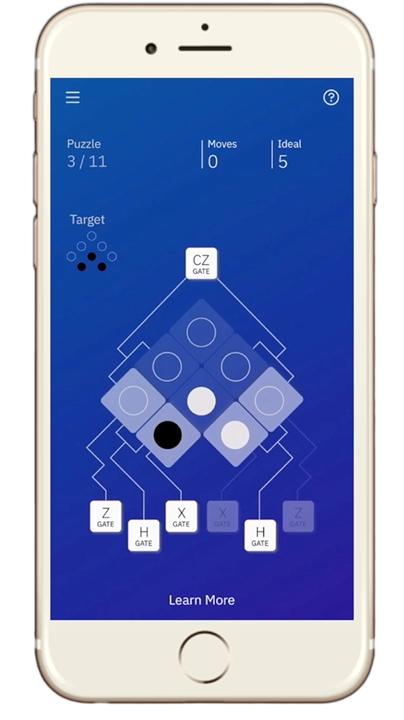 Puzzle
3 / 11
Moves
0
Ideal
5
Target
CZ
GATE
Z
GATE
H
GATE
X
GATE
X
GATE
H
GATE
Z
GATE
Learn More